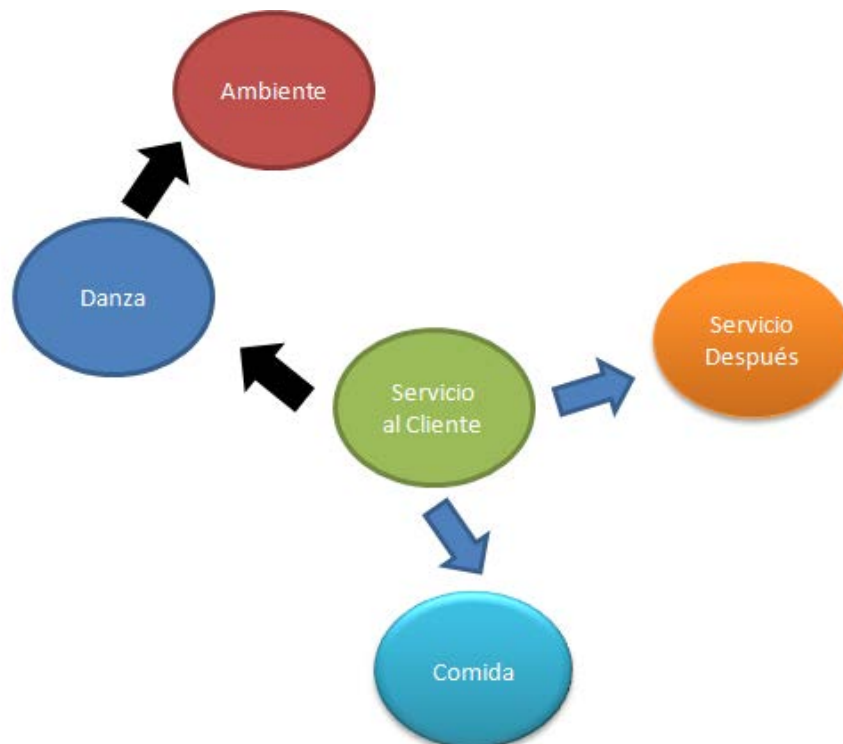 Ambiente
Danza
Servicio
Después
Servicio
al Cliente
Comida